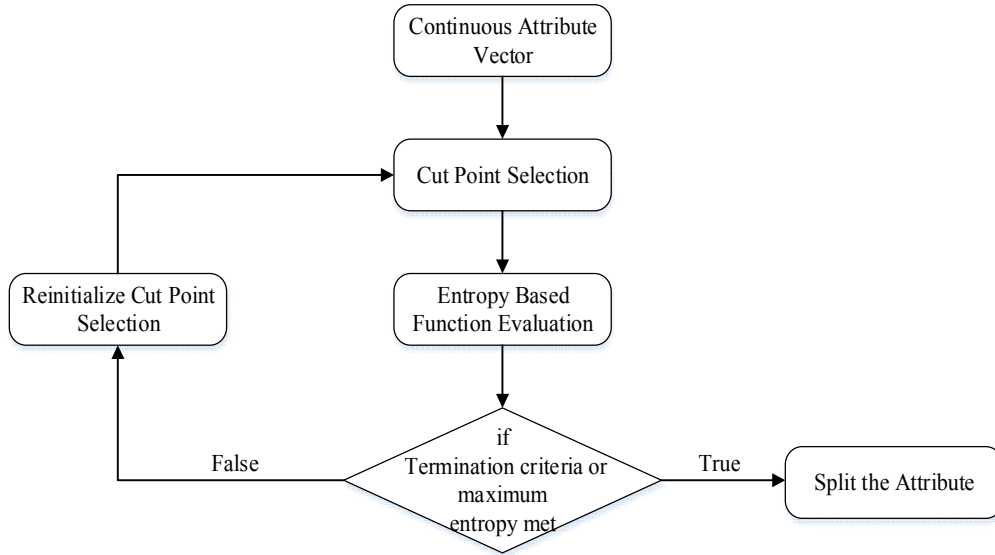 Continuous Attribute
Vector
Cut Point Selection
Reinitialize Cut Point
Selection
Entropy Based
Function Evaluation
if
Termination criteria or
maximum
entropy met
False
True
Split the Attribute